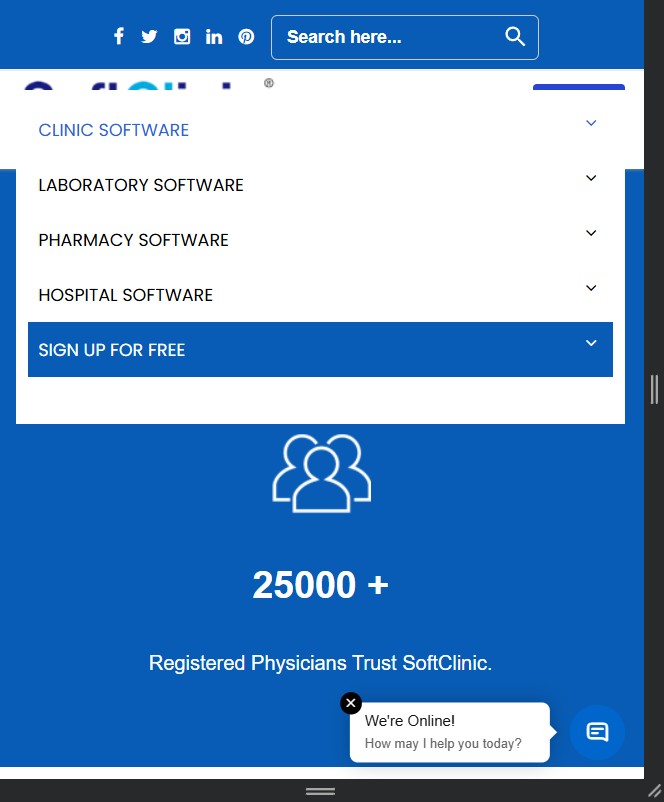 Search here...
®
CLINIC SOFTWARE
LABORATORY SOFTWARE
PHARMACY SOFTWARE
HOSPITAL SOFTWARE
SIGN UP FOR FREE
25000 +
Registered Physicians Trust SoftClinic.
We're Online!
How may I help you today?